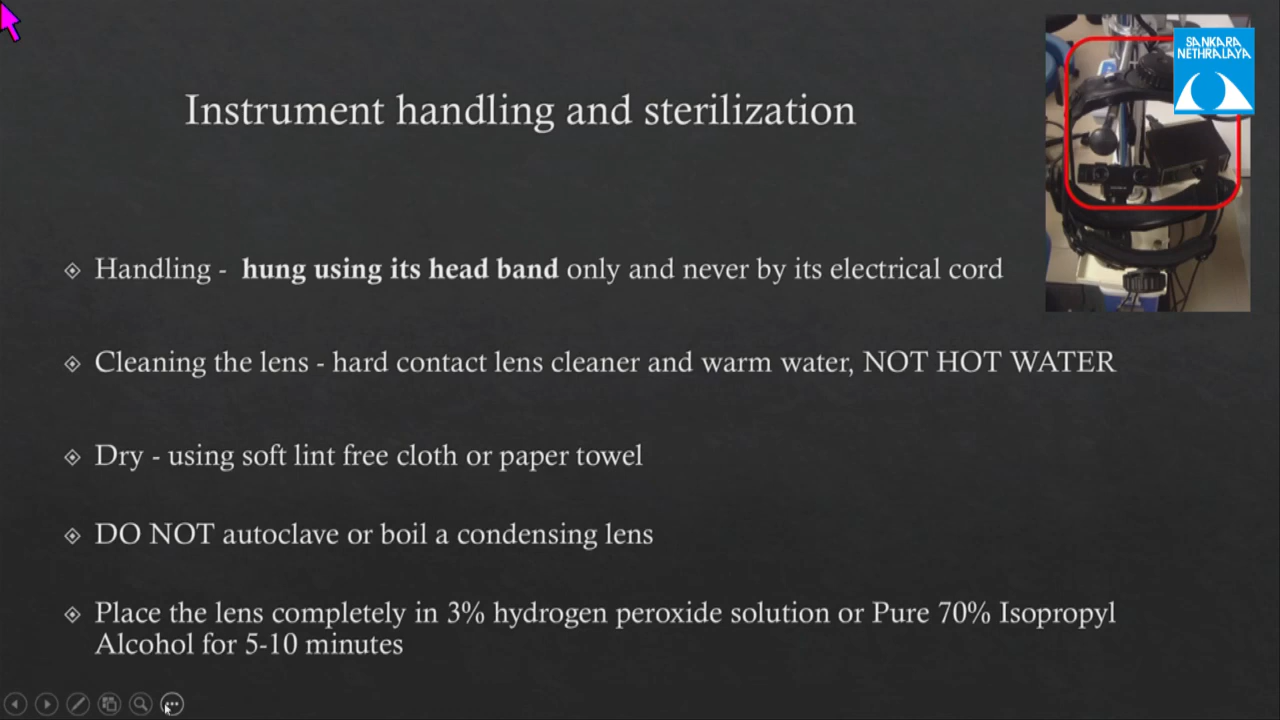 SANKARA
NETHRALAYA
Instrument handling and sterilization
Handling - hung using its head band only and never by its electrical cord
Cleaning the lens - hard contact lens cleaner and warm water, NOT HOT WATER
Dry - using soft lint free cloth or paper towel
DO NOT autoclave or boil a condensing lens
Place the lens completely in 3% hydrogen peroxide solution or Pure 70% Isopropyl
Alcohol for 5-10 minutes